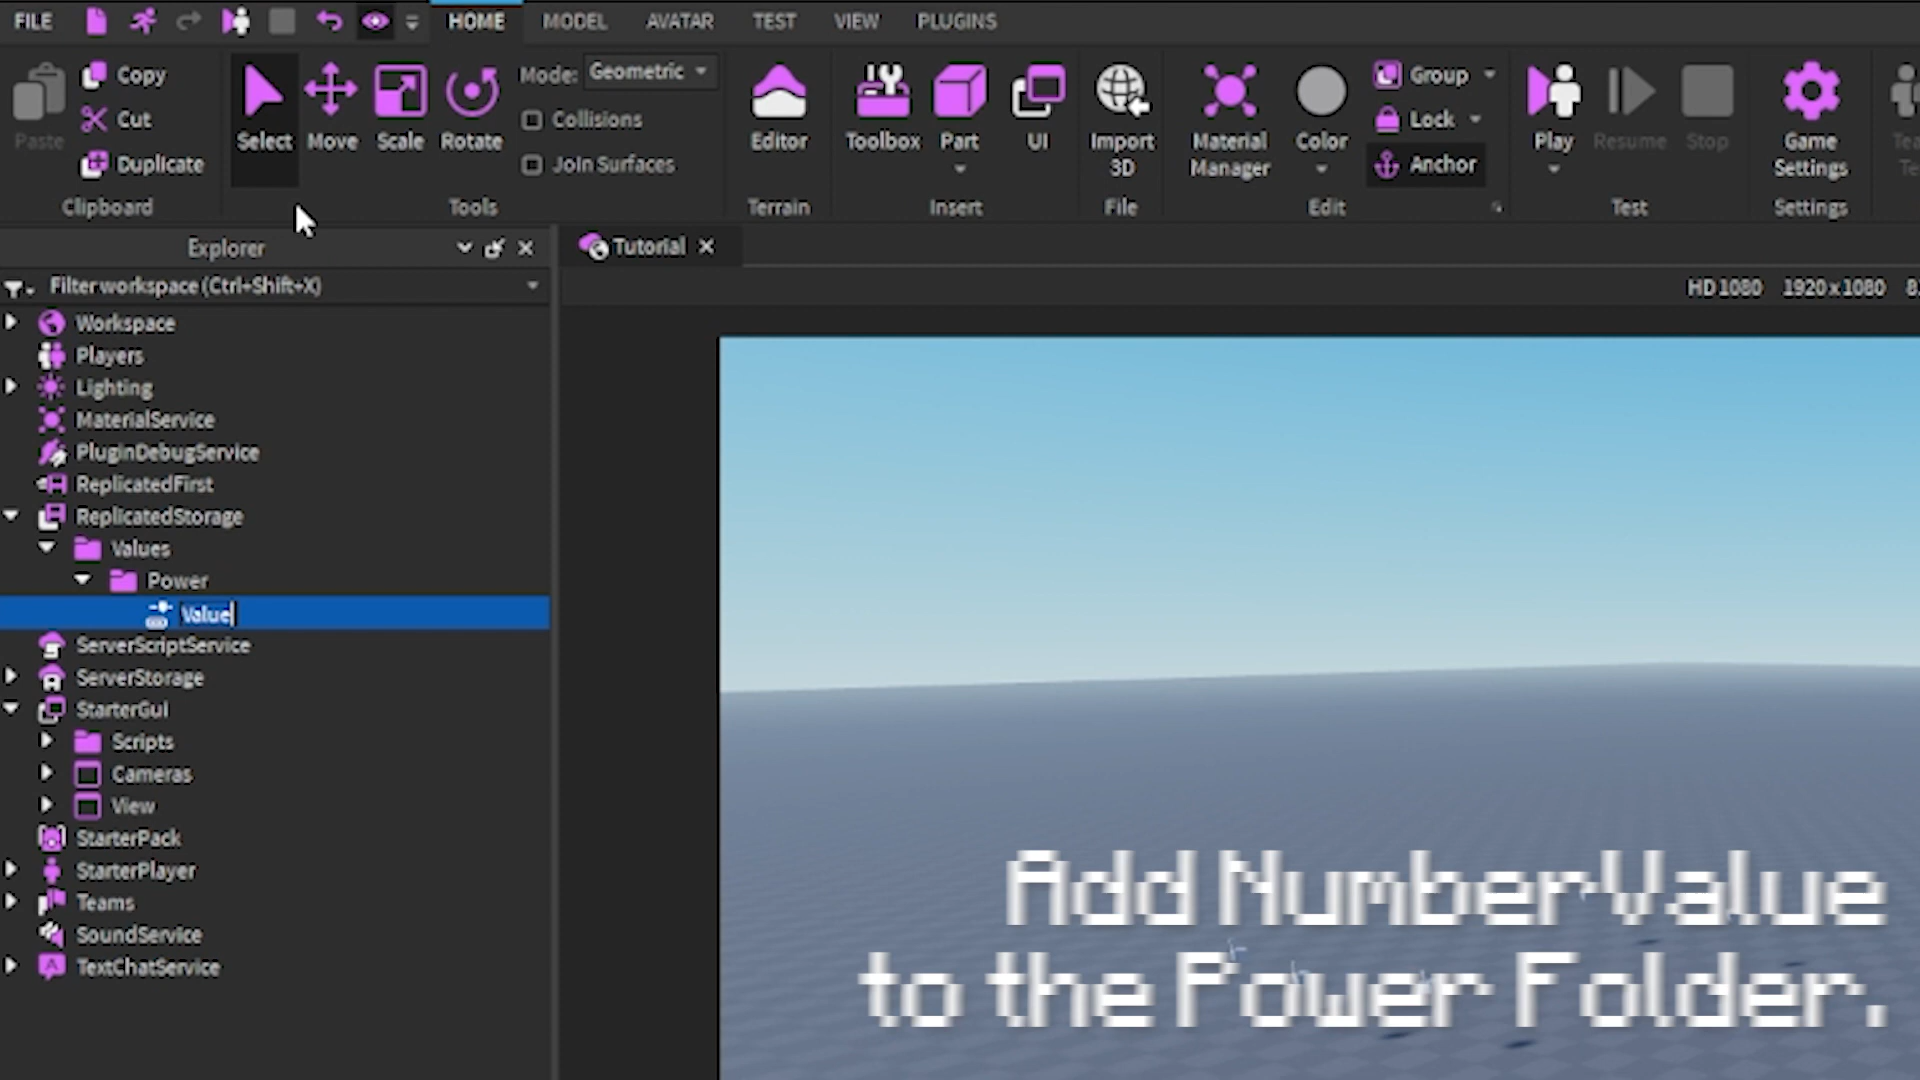 FILE
HOME
MODEL
AVATAR
TEST
VIEW
PLUGINS
Paste
Copy
Cut
Duplicate
Clipboard
Select
Move
Scale
Rotate
Mode: Geometric
Collisions
Join Surfaces
Tools
Editor
Terrain
Toolbox
Part
UI
Insert
Import
3D
File
Material
Manager
Color
Group
Lock
Anchor
Edit
Play
Resume
Stop
Test
Game
Settings
Settings
Explorer
Filter workspace (Ctrl+Shift+X)
Workspace
Players
Lighting
MaterialService
PluginDebugService
ReplicatedFirst
ReplicatedStorage
Values
Power
Value
ServerScriptService
ServerStorage
StarterGui
Scripts
Cameras
View
StarterPack
StarterPlayer
Teams
SoundService
TextChatService
Tutorial
HD 1080 1920 x 1080
Add NumberValue
to the Power Folder.